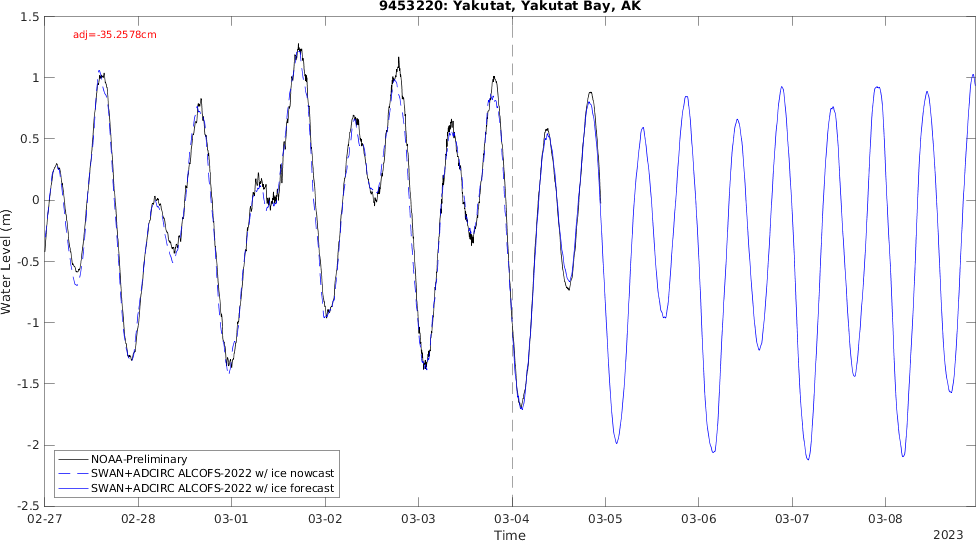 9453220: Yakutat, Yakutat Bay, AK
adj=-35.2578cm
1.5
1
0.5
0
-0.5
-1
-1.5
-2
-2.5
Water Level (m)
NOAA-Preliminary
SWAN+ADCIRC ALCOFS-2022 w/ ice nowcast
SWAN+ADCIRC ALCOFS-2022 w/ ice forecast
02-27 02-28 03-01 03-02 03-03 03-04 03-05 03-06 03-07 03-08
Time
2023